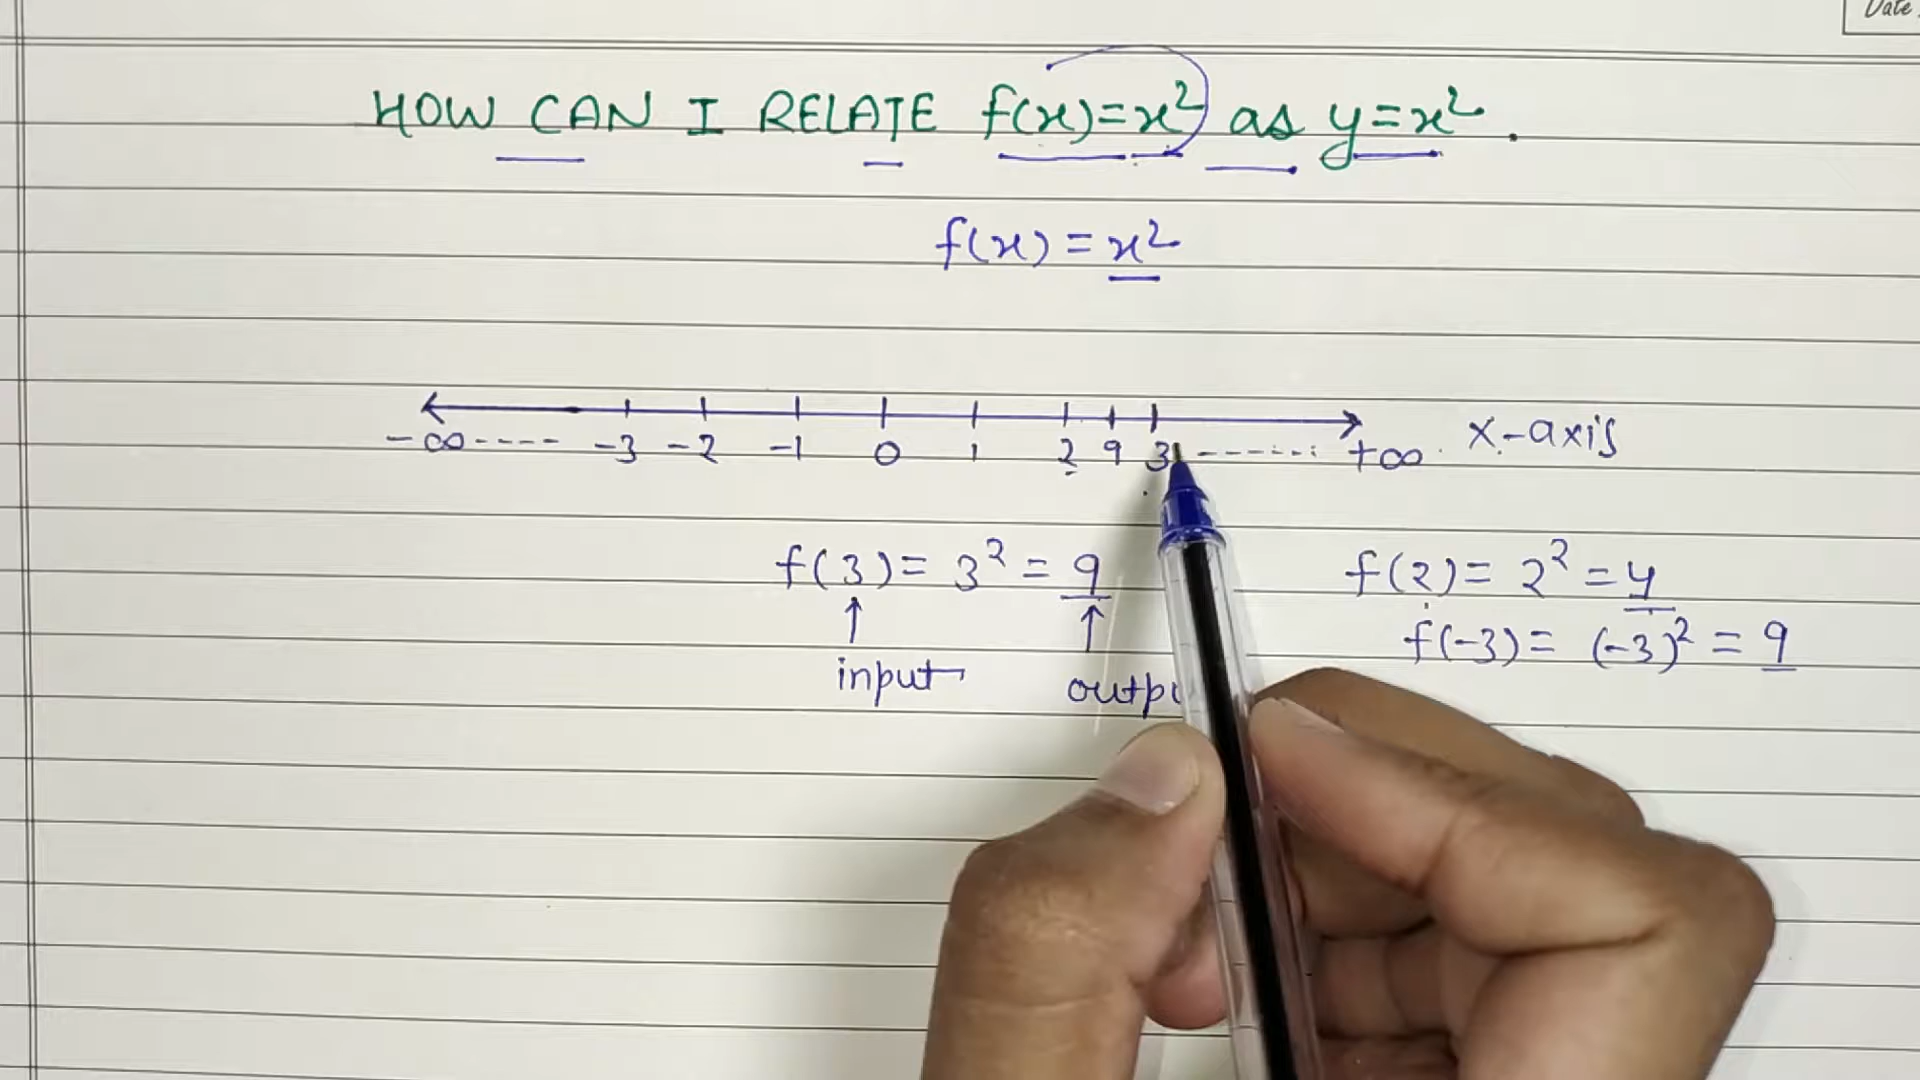 Date
HOW CAN I RELATE f(x)=x² as y=x².
f(x) = x²
-∞---- -3 -2 -1 0 1 2 9 3 ------ +∞ x-axis
f(3) = 3² = 9 f(2) = 2² = 4
f(-3) = (-3)² = 9
input